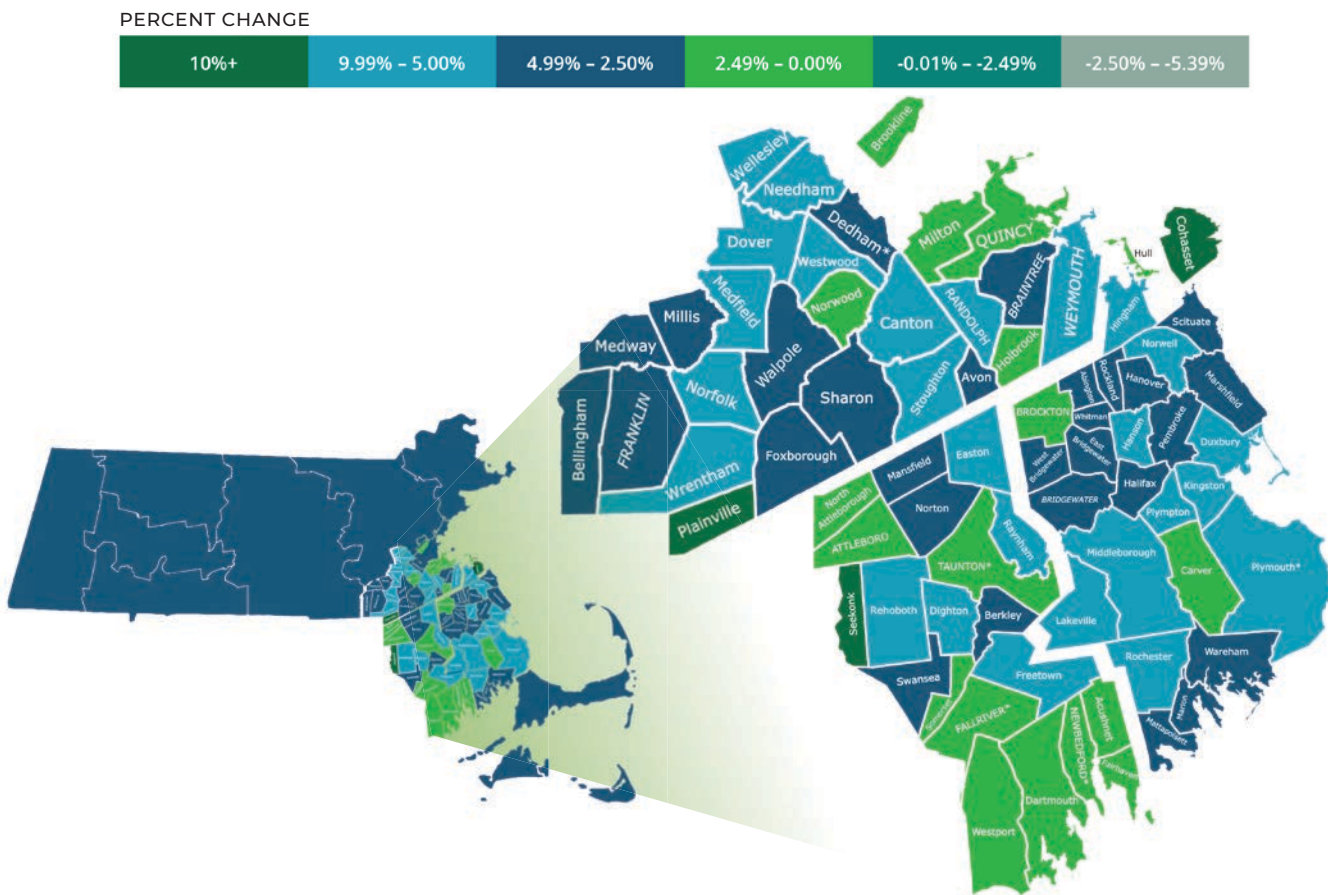 PERCENT CHANGE
10%+
9.99% – 5.00%
4.99% – 2.50%
2.49% – 0.00%
-0.01% – -2.49%
-2.50% – -5.39%
Brookline
Wellesley
Needham
Dedham*
Dover
Westwood
Milton
QUINCY
Cohasset
Hull
Medfield
Norwood
Canton
RANDOLPH
BRAINTREE
WEYMOUTH
Hingham
Scituate
Millis
Medway
Walpole
Holbrook
Norwell
Norfolk
Sharon
Stoughton
Avon
Abington
Rockland
Hanover
Marshfield
Bellingham
FRANKLIN
Foxborough
BROCKTON
Whitman
Hanson
Pembroke
Duxbury
Wrentham
Mansfield
Easton
West
Bridgewater
East
Bridgewater
Halifax
Kingston
Plainville
North
Attleborough
Norton
BRIDGEWATER
Plympton
ATTLEBORO
Raynham
Middleborough
TAUNTON*
Carver
Plymouth*
Seekonk
Rehoboth
Dighton
Berkley
Lakeville
Swansea
Freetown
Rochester
Wareham
Somerset
FALLRIVER*
NEWBEDFORD*
Acushnet
Marion
Mattapoisett
Fairhaven
Dartmouth
Westport